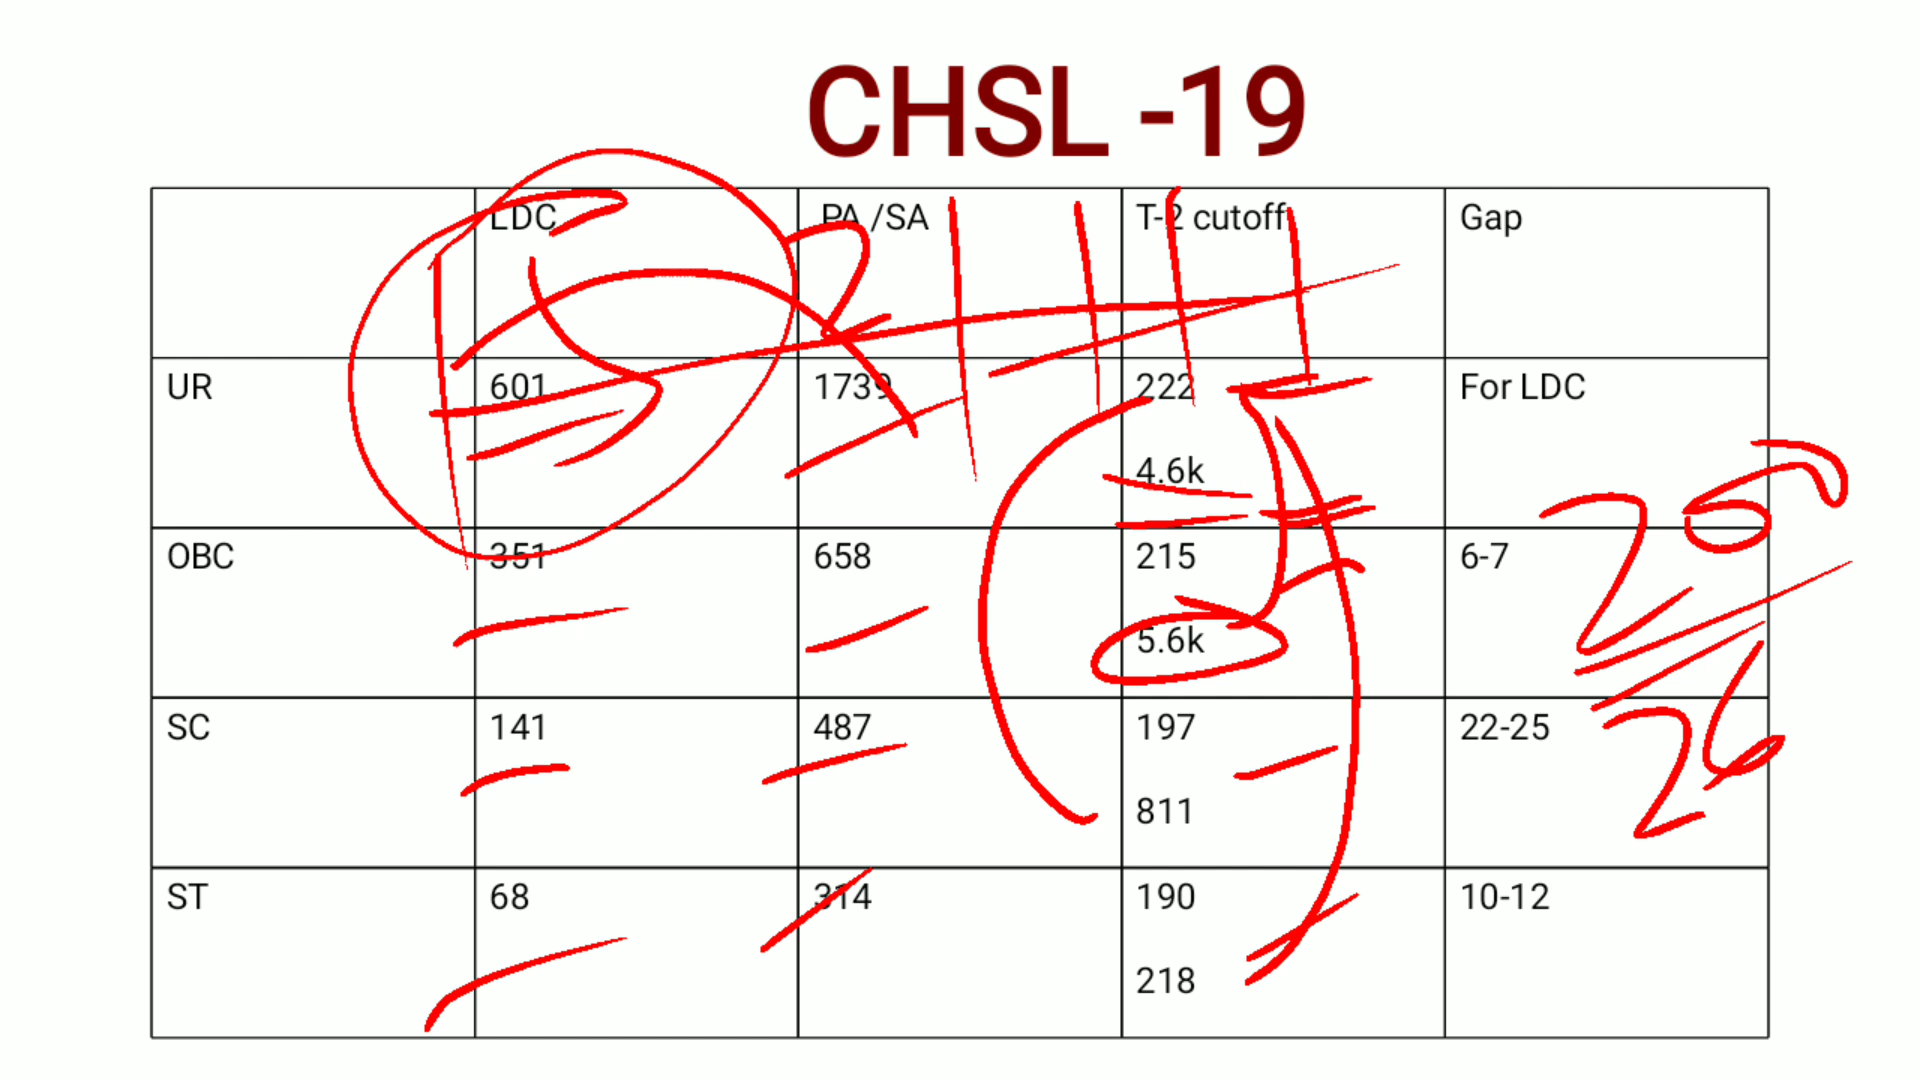 CHSL -19
LDC PA /SA T-2 cutoff Gap
UR 601 1739 222 For LDC
4.6k
OBC 351 658 215 6-7
5.6k
SC 141 487 197 22-25
811
ST 68 314 190 10-12
218